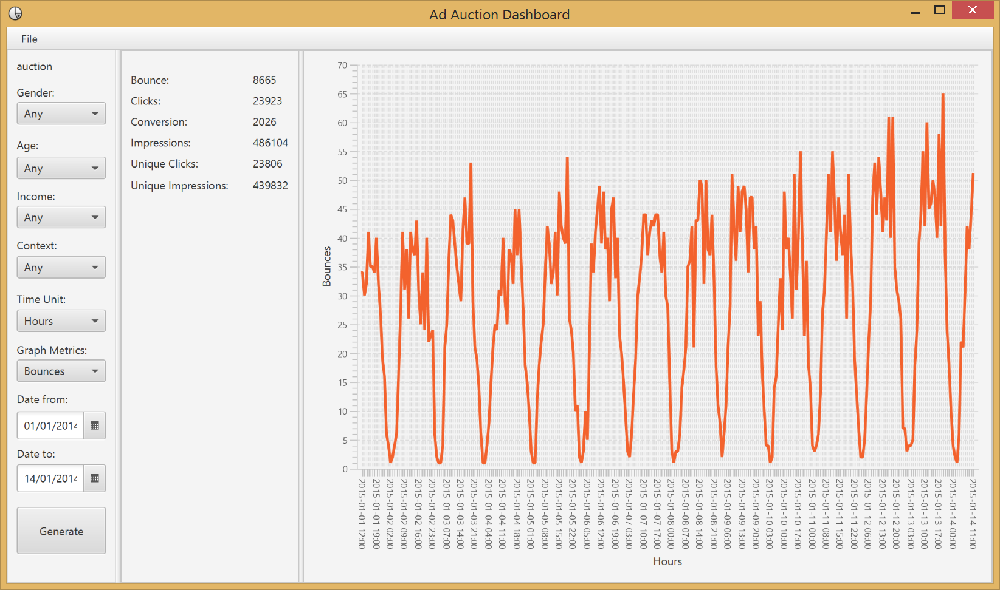 Ad Auction Dashboard
File
auction
Gender:
Any
Age:
Any
Income:
Any
Context:
Any
Time Unit:
Hours
Graph Metrics:
Bounces
Date from:
01/01/201
Date to:
14/01/201
Generate
Bounce: 8665
Clicks: 23923
Conversion: 2026
Impressions: 486104
Unique Clicks: 23806
Unique Impressions: 439832
Bounces
70
65
60
55
50
45
40
35
30
25
20
15
10
5
0
2015-01-01 12:00
2015-01-01 19:00
2015-01-02 02:00
2015-01-02 09:00
2015-01-02 16:00
2015-01-02 23:00
2015-01-03 07:00
2015-01-03 14:00
2015-01-03 21:00
2015-01-04 04:00
2015-01-04 11:00
2015-01-04 18:00
2015-01-05 01:00
2015-01-05 08:00
2015-01-05 15:00
2015-01-05 22:00
2015-01-06 05:00
2015-01-06 12:00
2015-01-06 19:00
2015-01-07 03:00
2015-01-07 10:00
2015-01-07 17:00
2015-01-08 00:00
2015-01-08 07:00
2015-01-08 14:00
2015-01-08 21:00
2015-01-09 06:00
2015-01-09 13:00
2015-01-09 20:00
2015-01-10 03:00
2015-01-10 10:00
2015-01-10 17:00
2015-01-11 00:00
2015-01-11 08:00
2015-01-11 15:00
2015-01-11 22:00
2015-01-12 06:00
2015-01-12 13:00
2015-01-12 20:00
2015-01-13 03:00
2015-01-13 10:00
2015-01-13 17:00
2015-01-14 00:00
2015-01-14 11:00
Hours